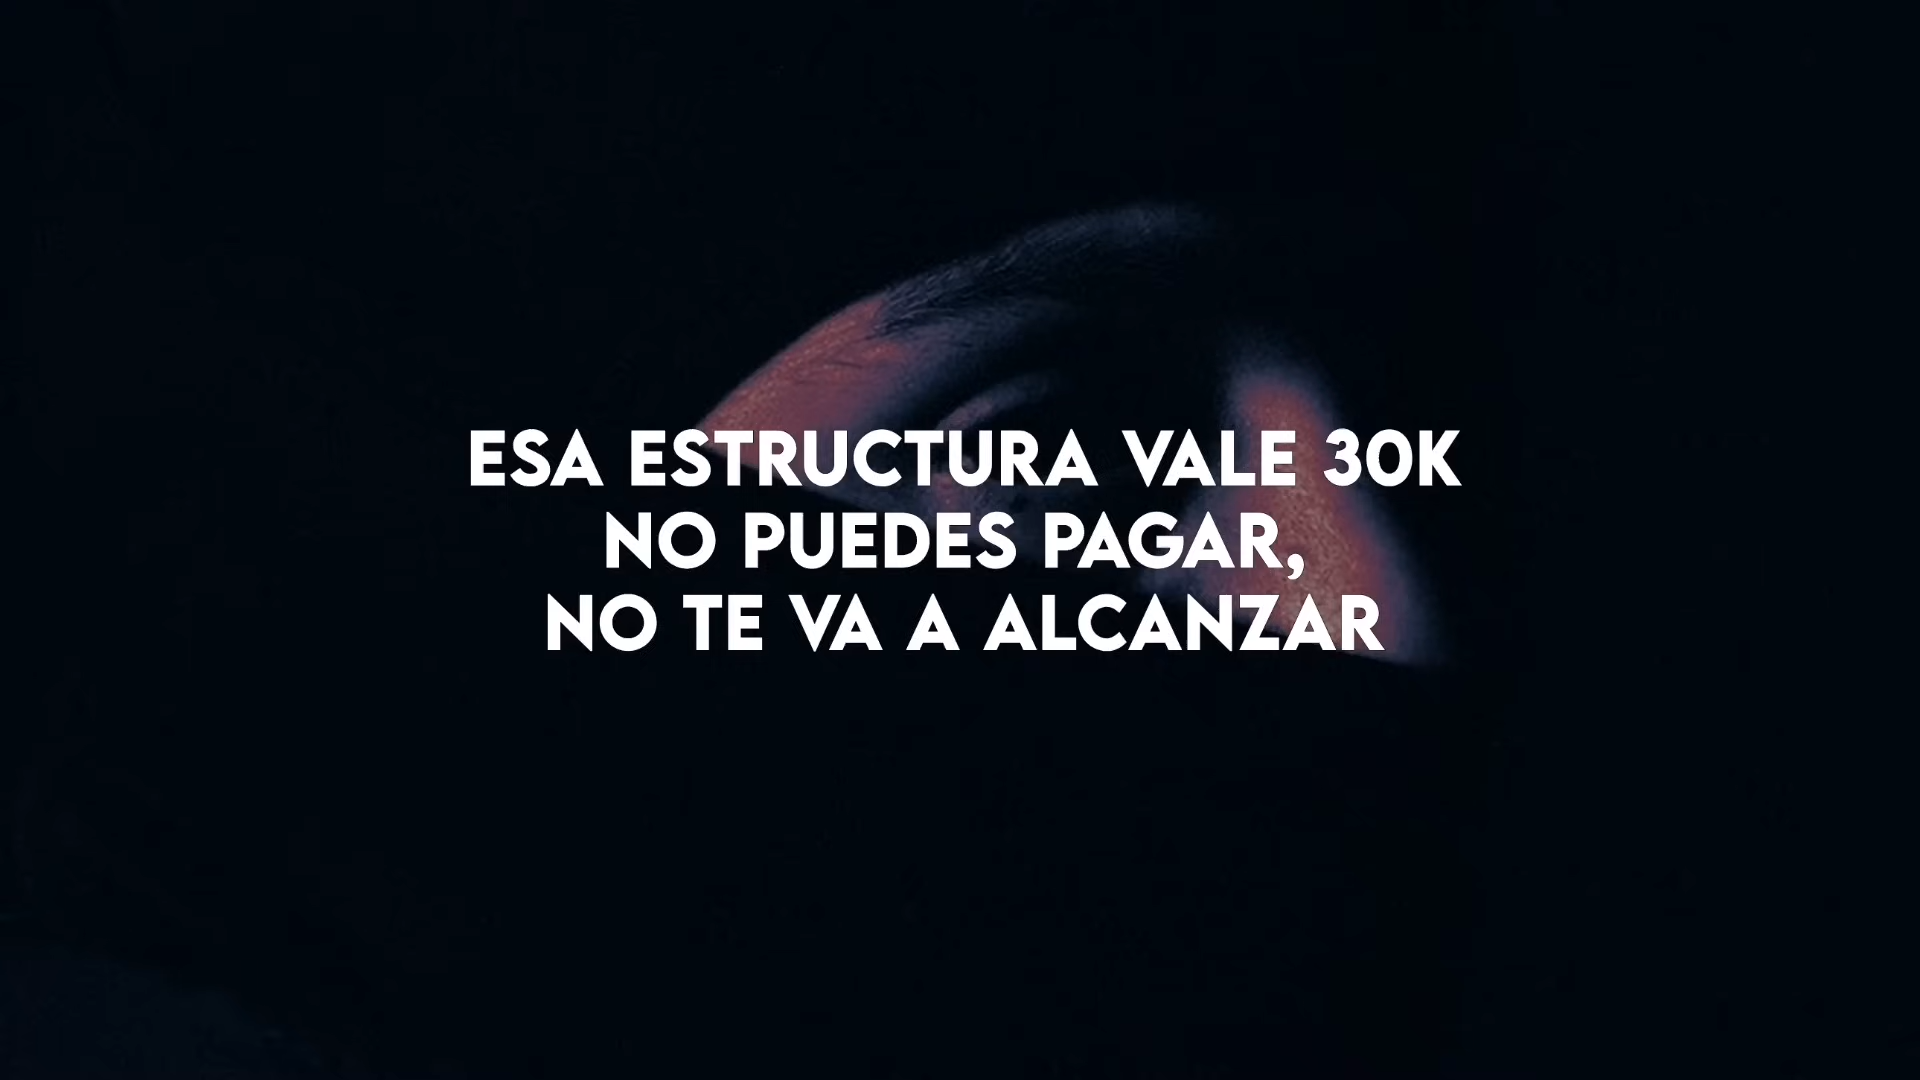 ESA ESTRUCTURA VALE 30K
NO PUEDES PAGAR,
NO TE VA A ALCANZAR